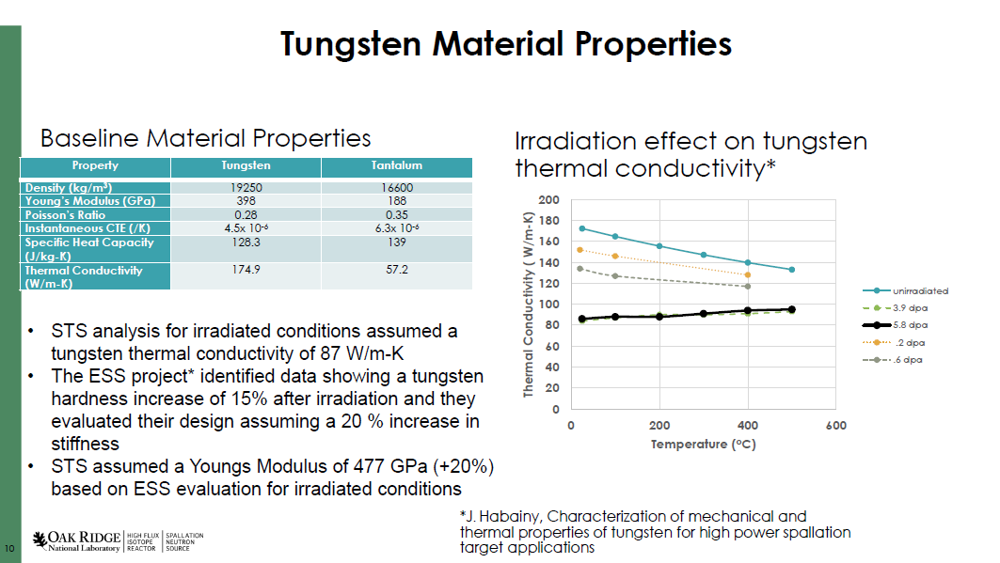 Tungsten Material Properties
Baseline Material Properties
Property Tungsten Tantalum
Density (kg/m³) 19250 16600
Young's Modulus (GPa) 398 188
Poisson's Ratio 0.28 0.35
Instantaneous CTE (/K) 4.5x 10⁻⁶ 6.3x 10⁻⁶
Specific Heat Capacity 128.3 139
(J/kg-K)
Thermal Conductivity 174.9 57.2
(W/m-K)
• STS analysis for irradiated conditions assumed a
tungsten thermal conductivity of 87 W/m-K
• The ESS project* identified data showing a tungsten
hardness increase of 15% after irradiation and they
evaluated their design assuming a 20 % increase in
stiffness
• STS assumed a Youngs Modulus of 477 GPa (+20%)
based on ESS evaluation for irradiated conditions
Irradiation effect on tungsten
thermal conductivity*
Thermal Conductivity ( W/m-K)
200
180
160
140
120
100
80
60
40
20
0
0 200 400 600
Temperature (°C)
Unirradiated
3.9 dpa
5.8 dpa
.2 dpa
.6 dpa
*J. Habainy, Characterization of mechanical and
thermal properties of tungsten for high power spallation
target applications
10
OAK RIDGE
National Laboratory
HIGH FLUX
ISOTOPE
REACTOR
SPALLATION
NEUTRON
SOURCE